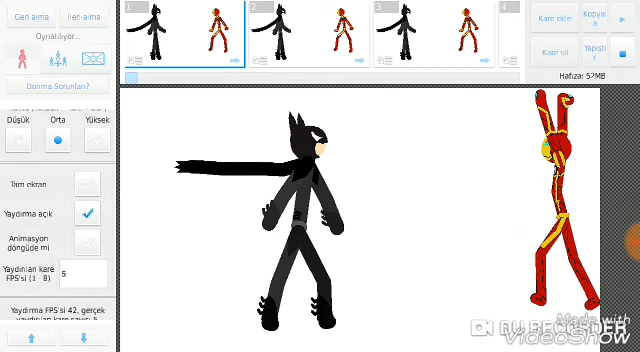 Geri alma
İleri alma
Oynatılıyor...
Donma Sorunları?
Düşük
Orta
Yüksek
Tam ekran
Yaydırma açık
Animasyon
döngüde mi
Yaydırılan kare
FPS'si (1 - 8)
5
Yaydırma FPS'si 42, gerçek
1
2
3
4
Kare ekle
Kopyal
a
Kare sil
Yapıştı
r
Hafıza: 52MB
Made with
DU RECORDER
VideoShow